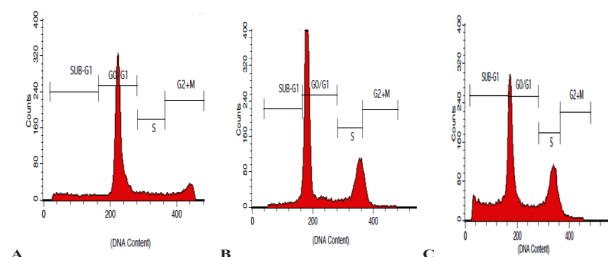 320
240
160
80
0
Counts
SUB-G1
G0/G1
S
G2+M
0
200
400
(DNA Content)
A
400
320
240
160
80
0
Counts
SUB-G1
G0/G1
S
G2+M
0
200
400
(DNA Content)
B
400
320
240
160
80
0
Counts
SUB-G1
G0/G1
S
G2+M
0
200
400
(DNA Content)
C